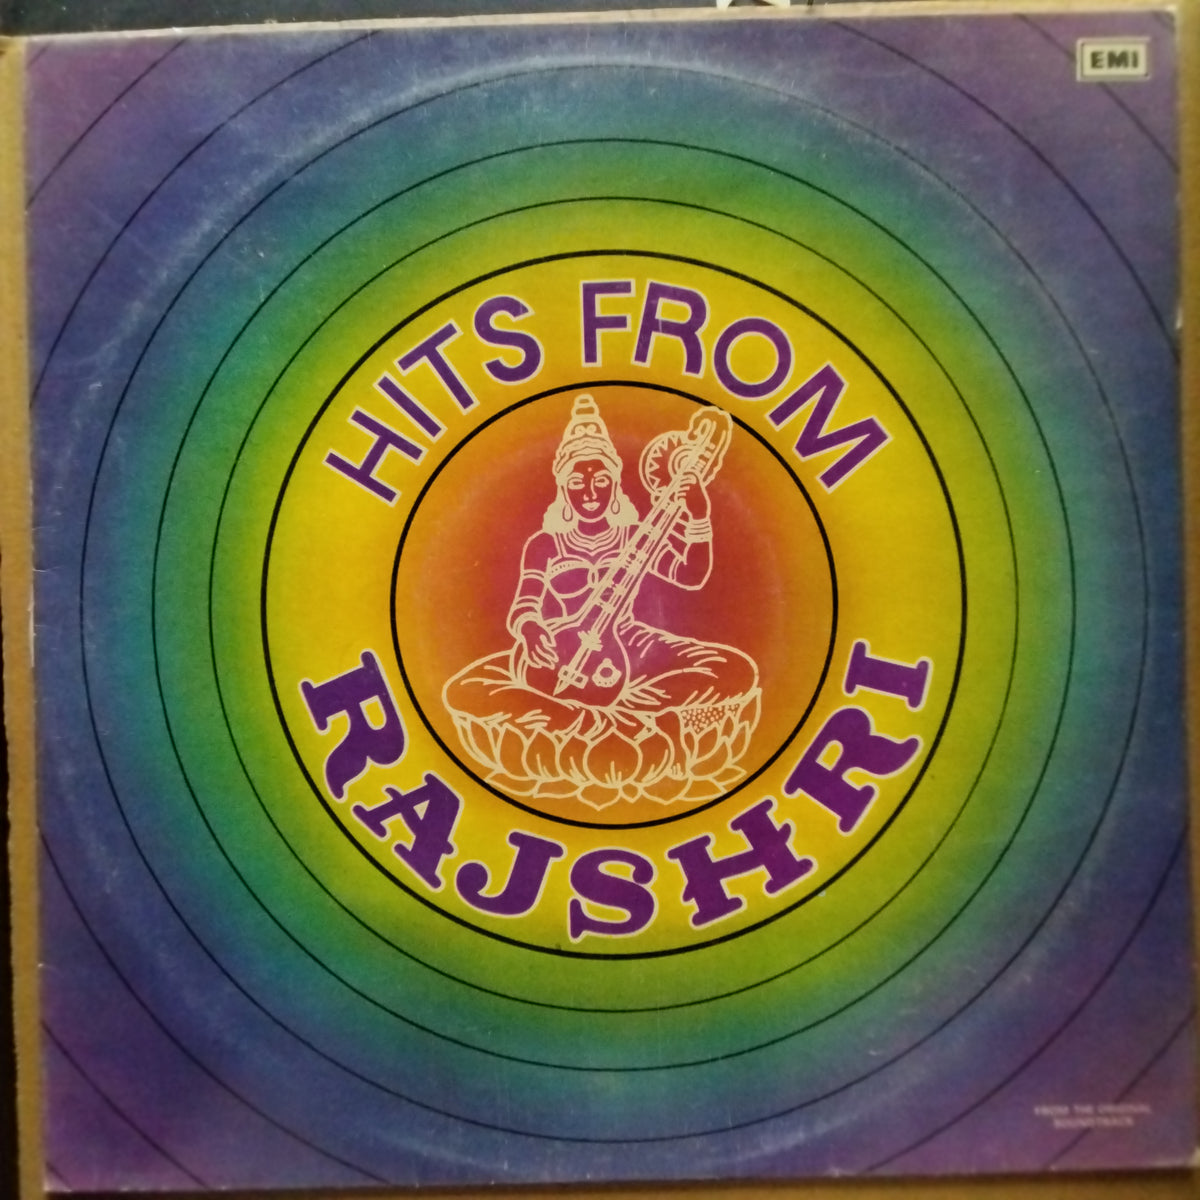 EMI
HITS FROM
RAJSHRI
FROM THE ORIGINAL
SOUNDTRACK